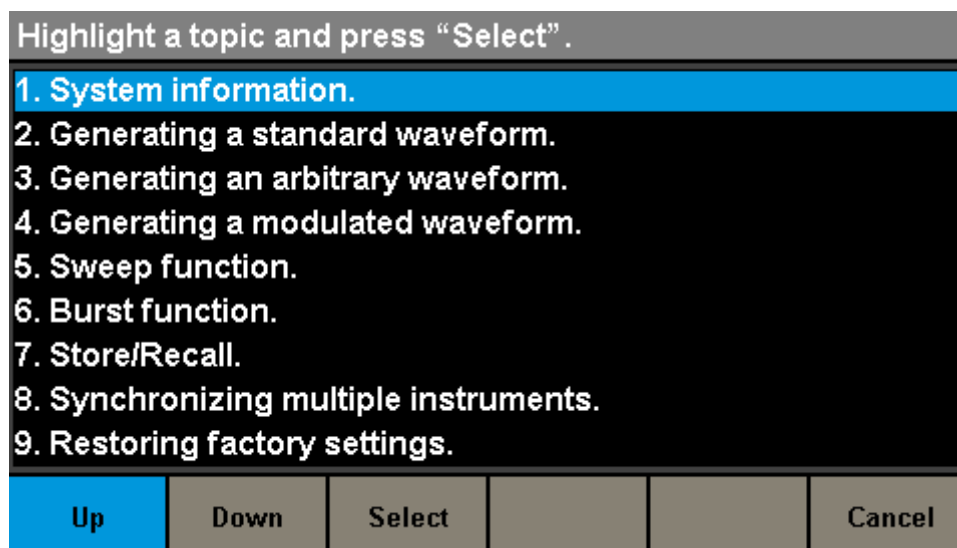 Highlight a topic and press “Select”.
1. System information.
2. Generating a standard waveform.
3. Generating an arbitrary waveform.
4. Generating a modulated waveform.
5. Sweep function.
6. Burst function.
7. Store/Recall.
8. Synchronizing multiple instruments.
9. Restoring factory settings.
Up Down Select Cancel